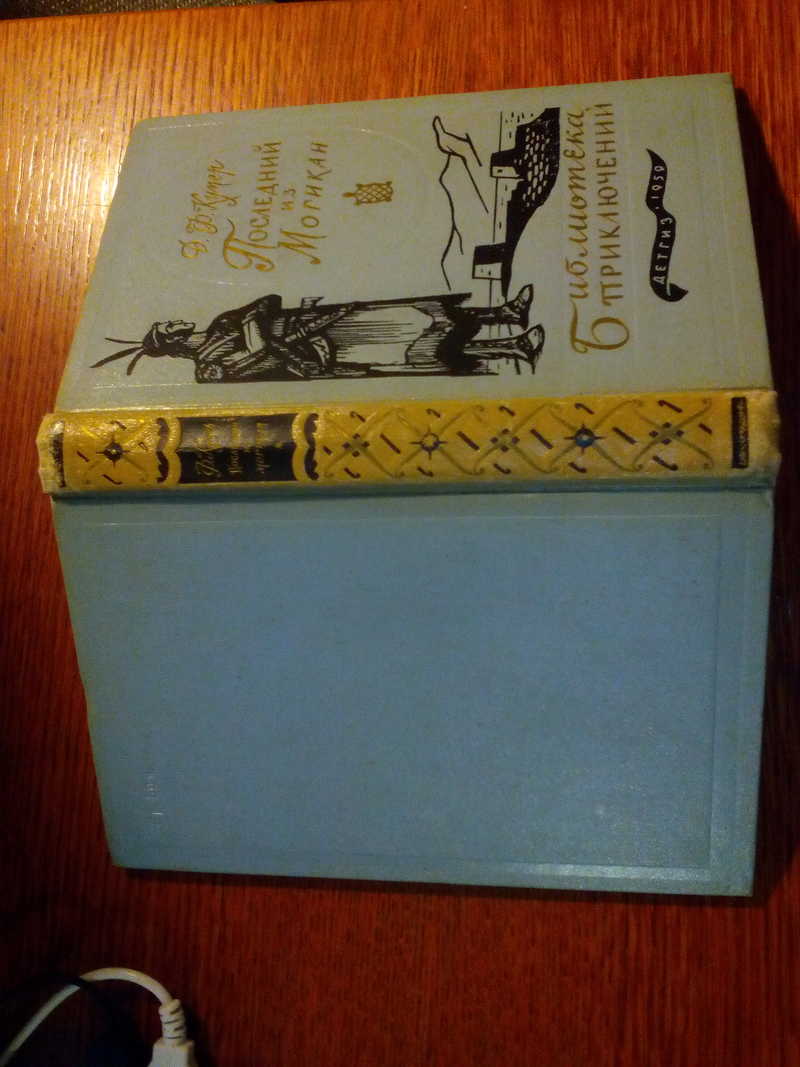 Д. Ф. Купер
Последний
из
Могикан
Библиотека
приключений
ДЕТГИЗ · 1959